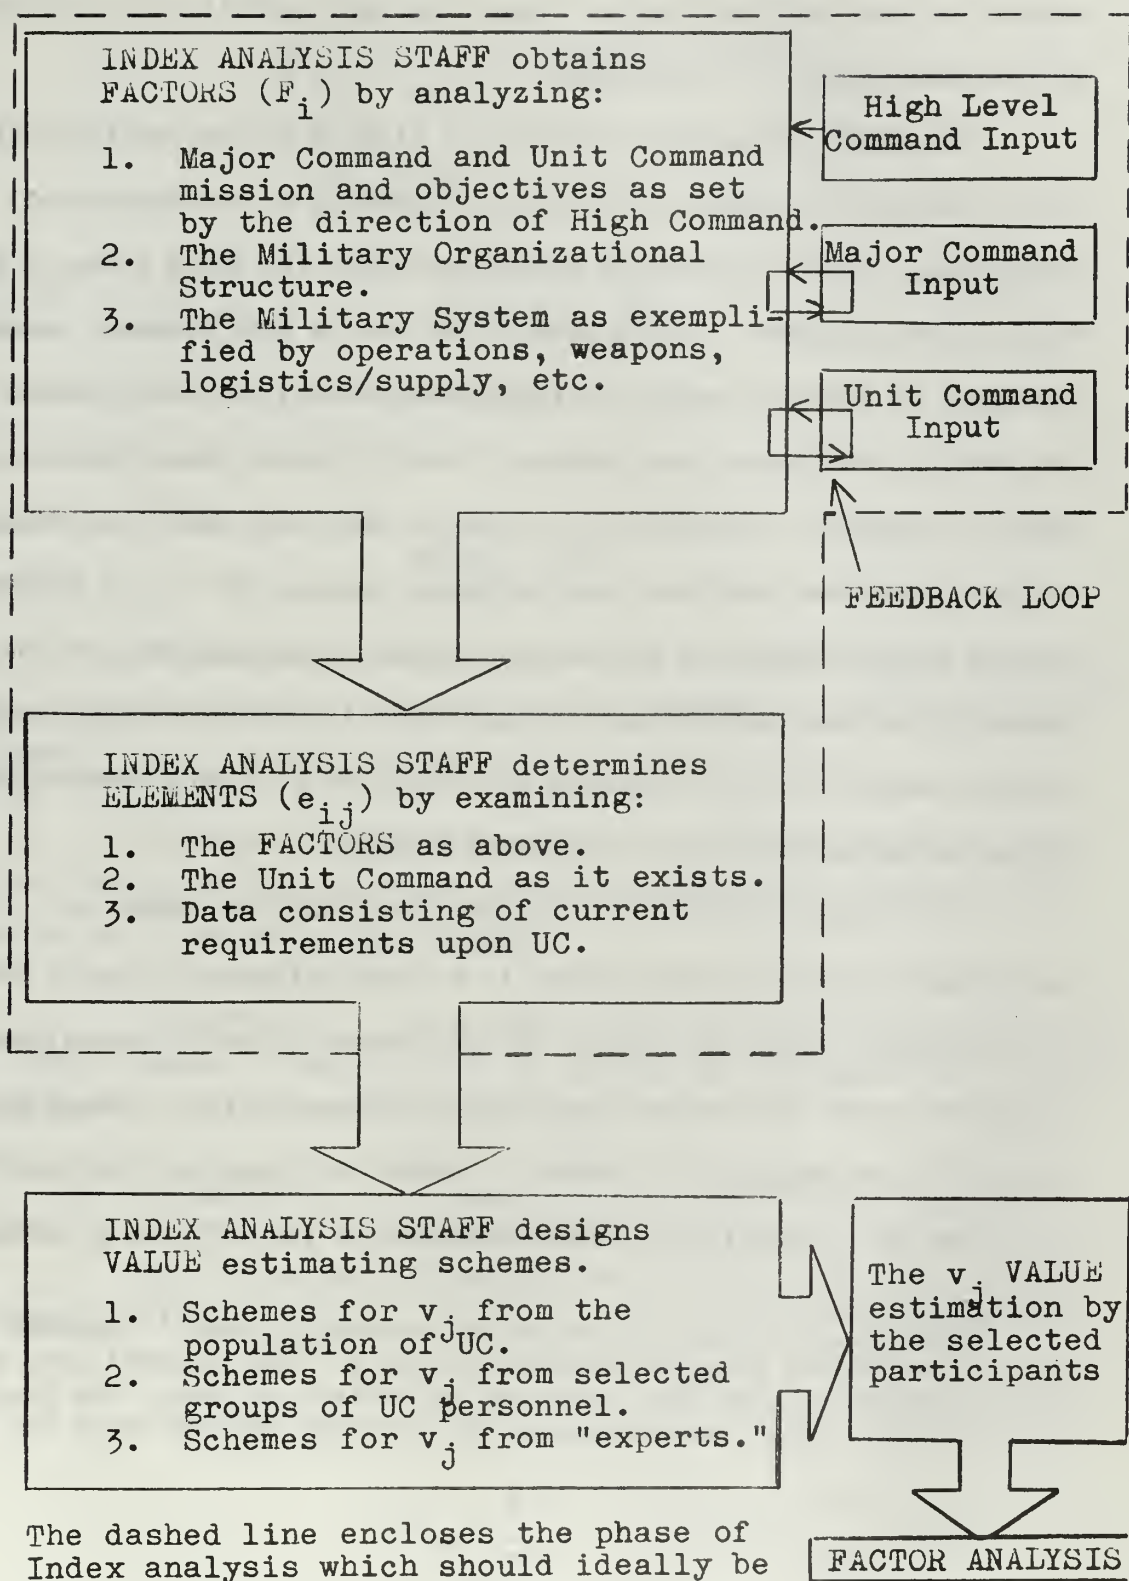 INDEX ANALYSIS STAFF obtains
FACTORS (F_i) by analyzing:
1. Major Command and Unit Command
mission and objectives as set
by the direction of High Command.
2. The Military Organizational
Structure.
3. The Military System as exempli-
fied by operations, weapons,
logistics/supply, etc.
High Level
Command Input
Major Command
Input
Unit Command
Input
FEEDBACK LOOP
INDEX ANALYSIS STAFF determines
ELEMENTS (e_ij) by examining:
1. The FACTORS as above.
2. The Unit Command as it exists.
3. Data consisting of current
requirements upon UC.
INDEX ANALYSIS STAFF designs
VALUE estimating schemes.
1. Schemes for v_j from the
population of UC.
2. Schemes for v_j from selected
groups of UC personnel.
3. Schemes for v_j from "experts."
The v_j VALUE
estimation by
the selected
participants
FACTOR ANALYSIS
The dashed line encloses the phase of
Index analysis which should ideally be